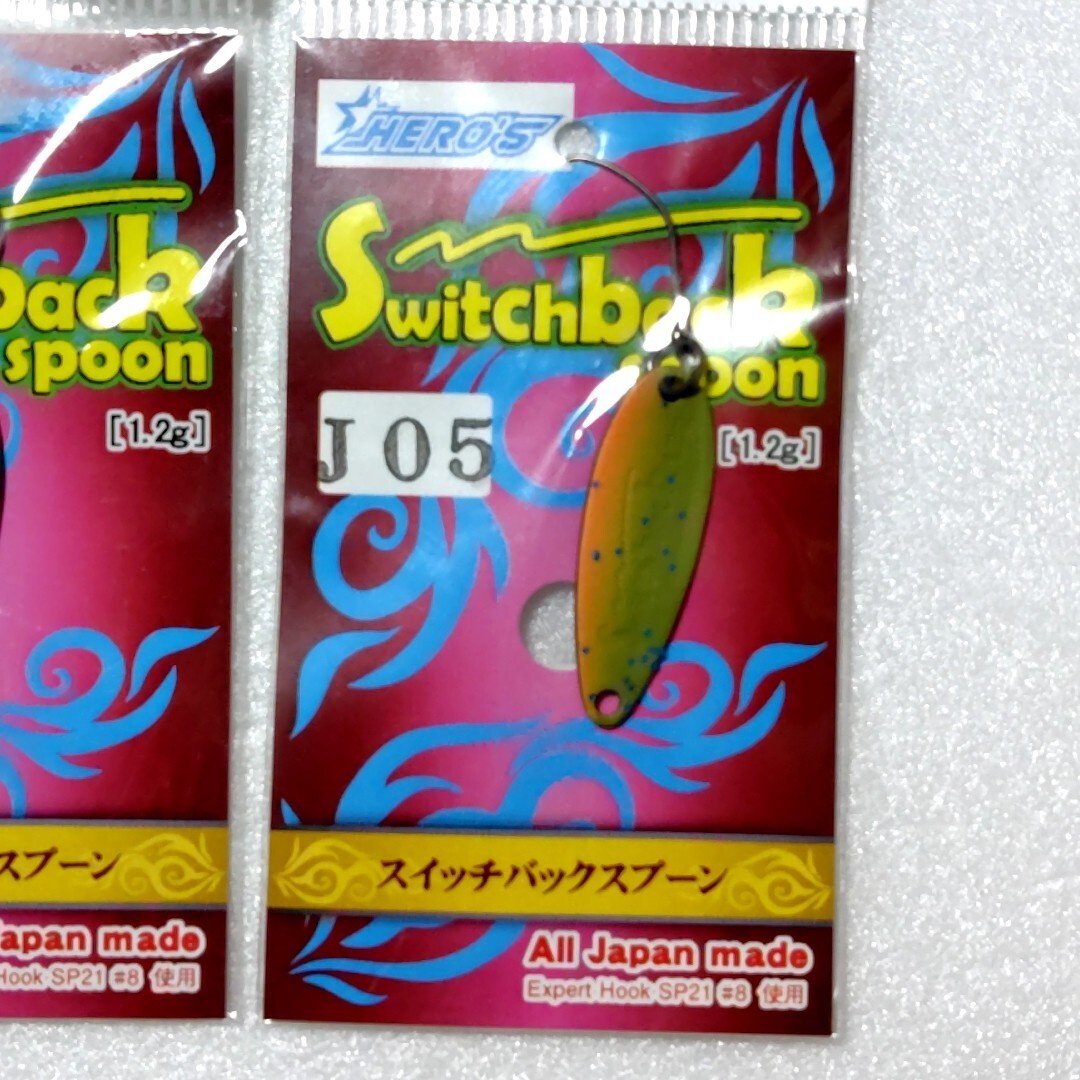 back
spoon
[1.2g]
スプーン
Japan made
Hook SP21 #8 使用
HERO'S
Switchback
spoon
J 05
[1.2g]
スイッチバックスプーン
All Japan made
Expert Hook SP21 #8 使用